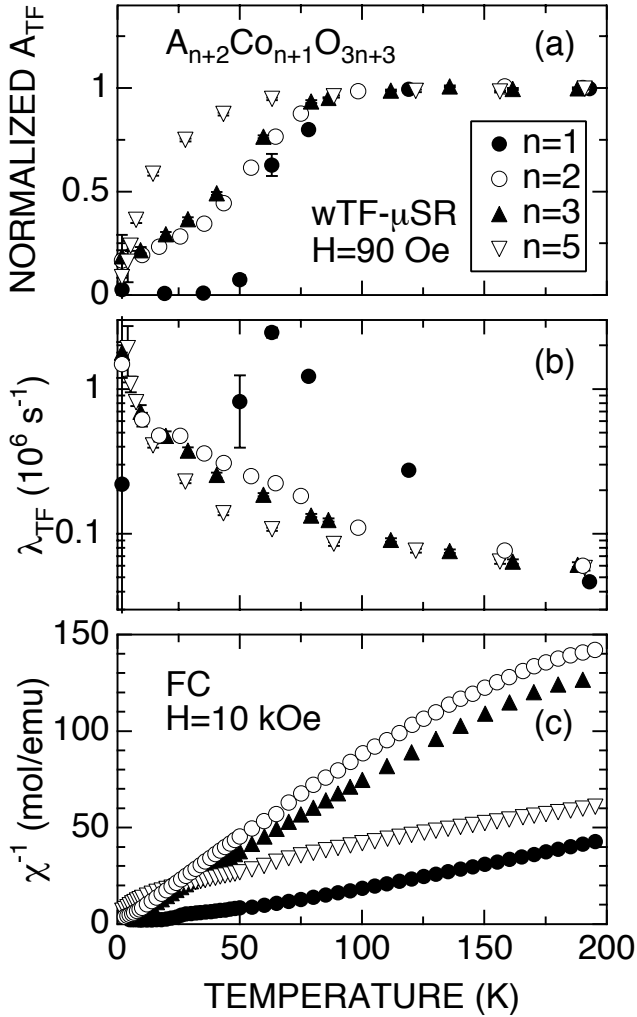 NORMALIZED A_TF
A_{n+2}Co_{n+1}O_{3n+3}
(a)
1
0.5
0
n=1
n=2
n=3
n=5
wTF-μSR
H=90 Oe
λ_TF (10^6 s^-1)
(b)
1
0.1
χ^-1 (mol/emu)
150
100
50
0
FC
H=10 kOe
(c)
0 50 100 150 200
TEMPERATURE (K)